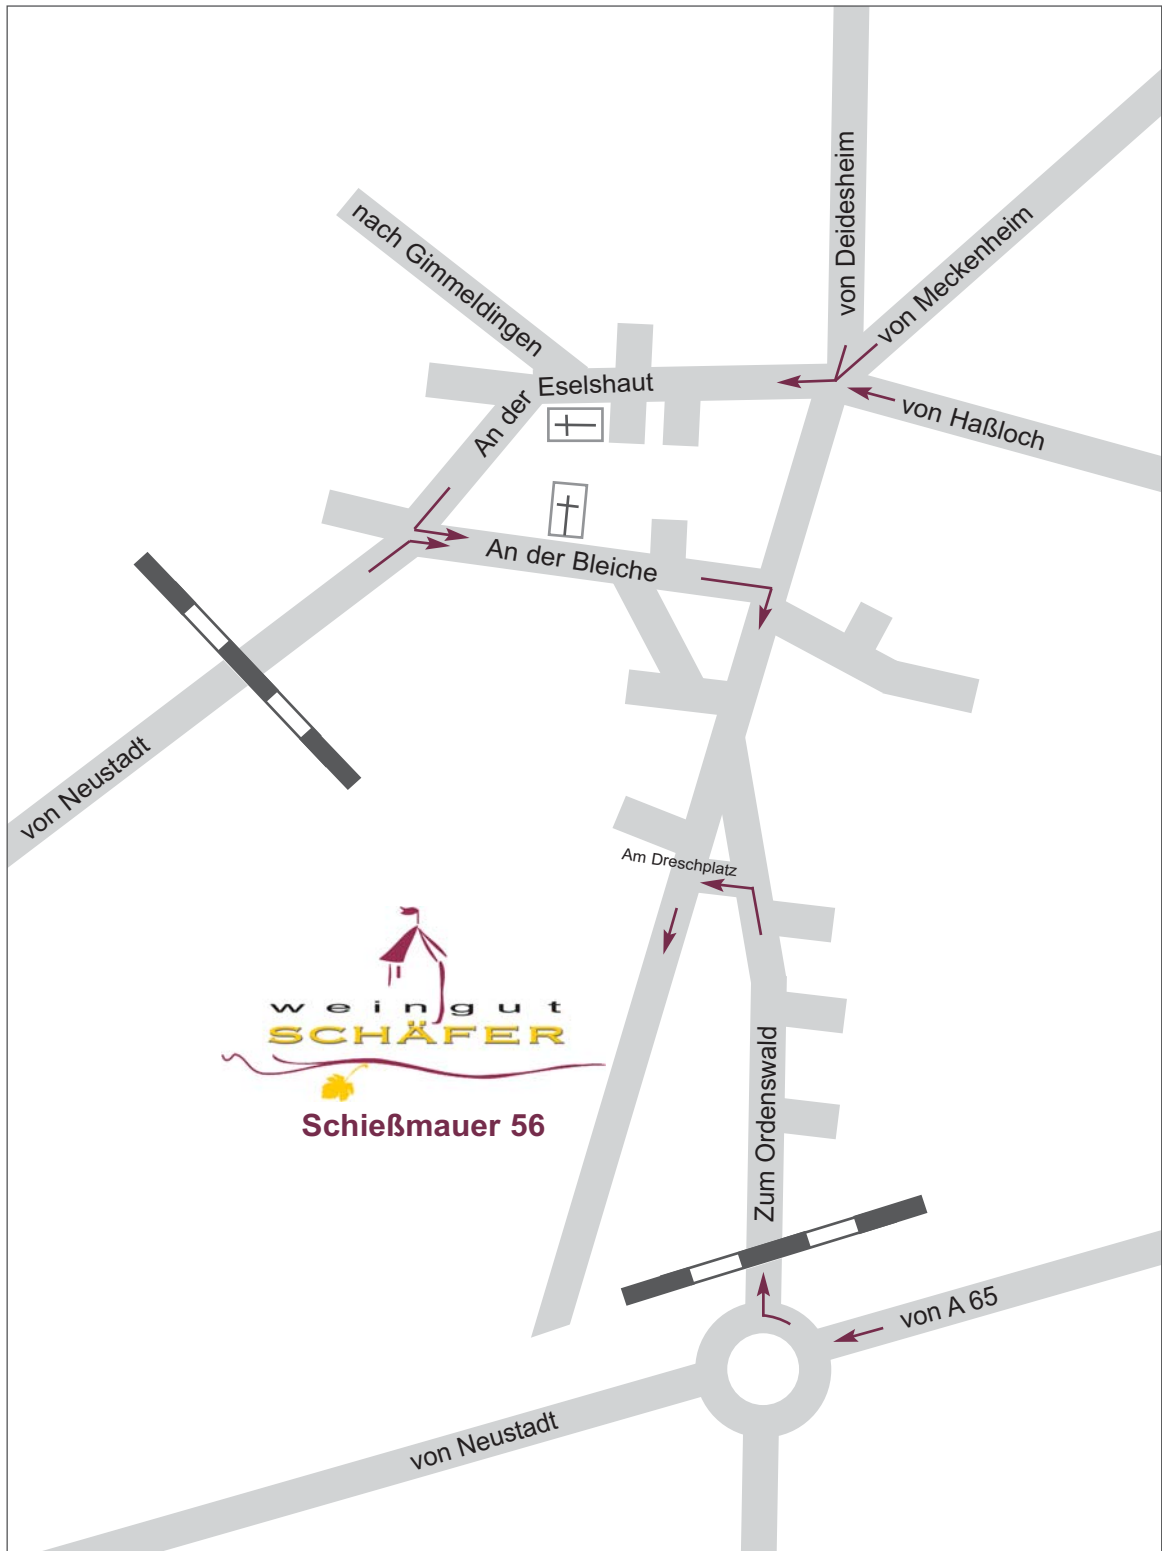 von Deidesheim
von Meckenheim
nach Gimmeldingen
An der Eselshaut
von Haßloch
An der Bleiche
von Neustadt
Am Dreschplatz
weingut
SCHÄFER
Schießmauer 56
Zum Ordenswald
von A 65
von Neustadt